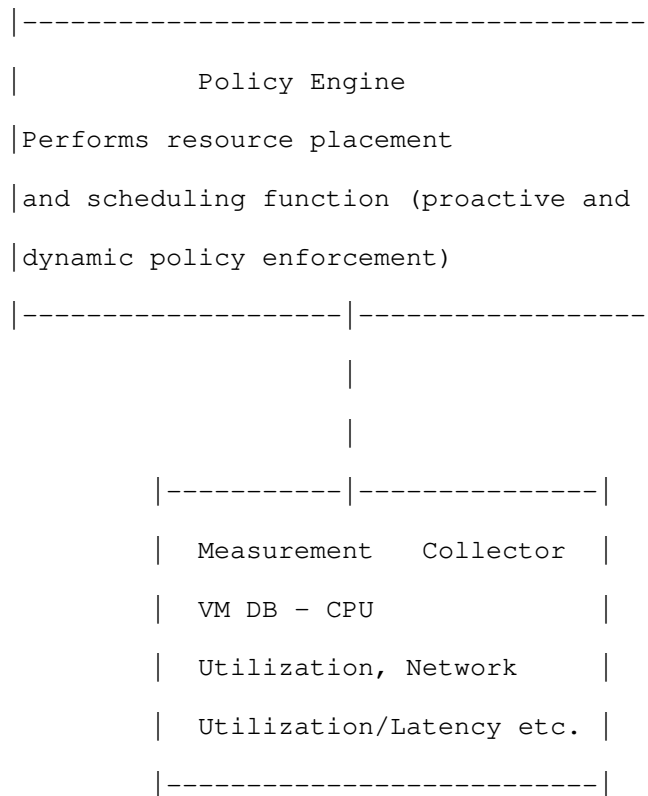 Policy Engine
Performs resource placement
and scheduling function (proactive and
dynamic policy enforcement)
Measurement Collector
VM DB - CPU
Utilization, Network
Utilization/Latency etc.